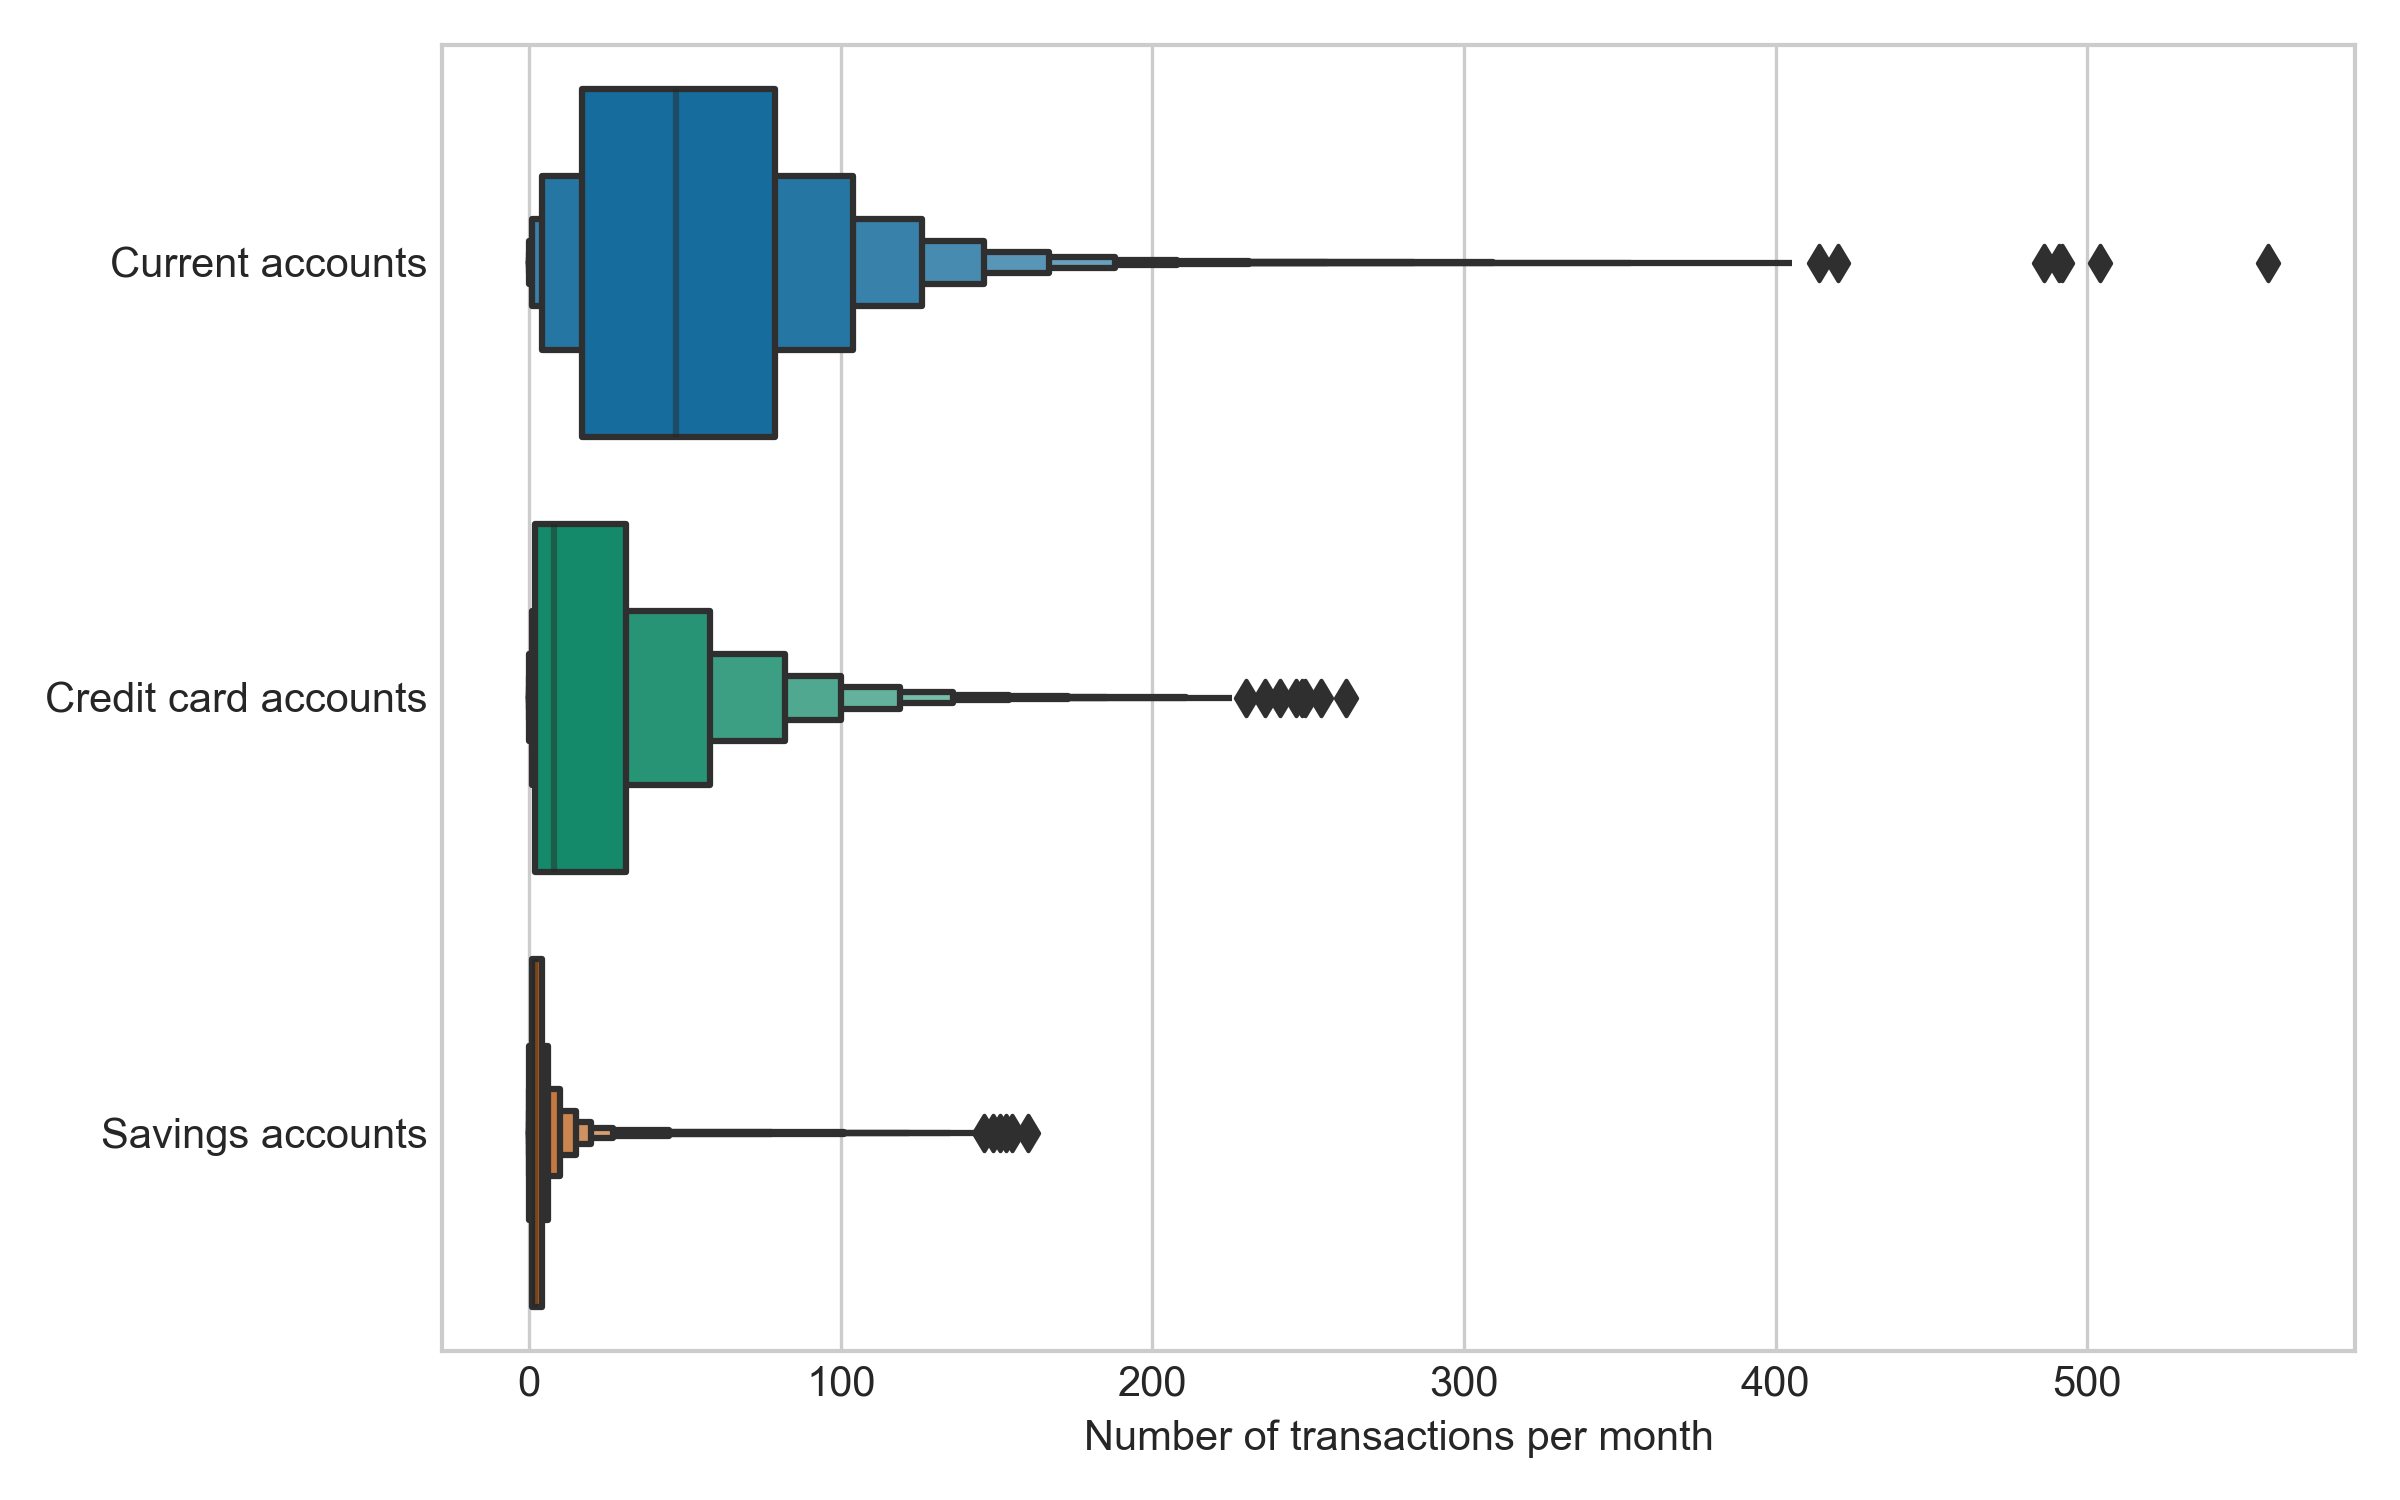 Current accounts
Credit card accounts
Savings accounts
0 100 200 300 400 500
Number of transactions per month